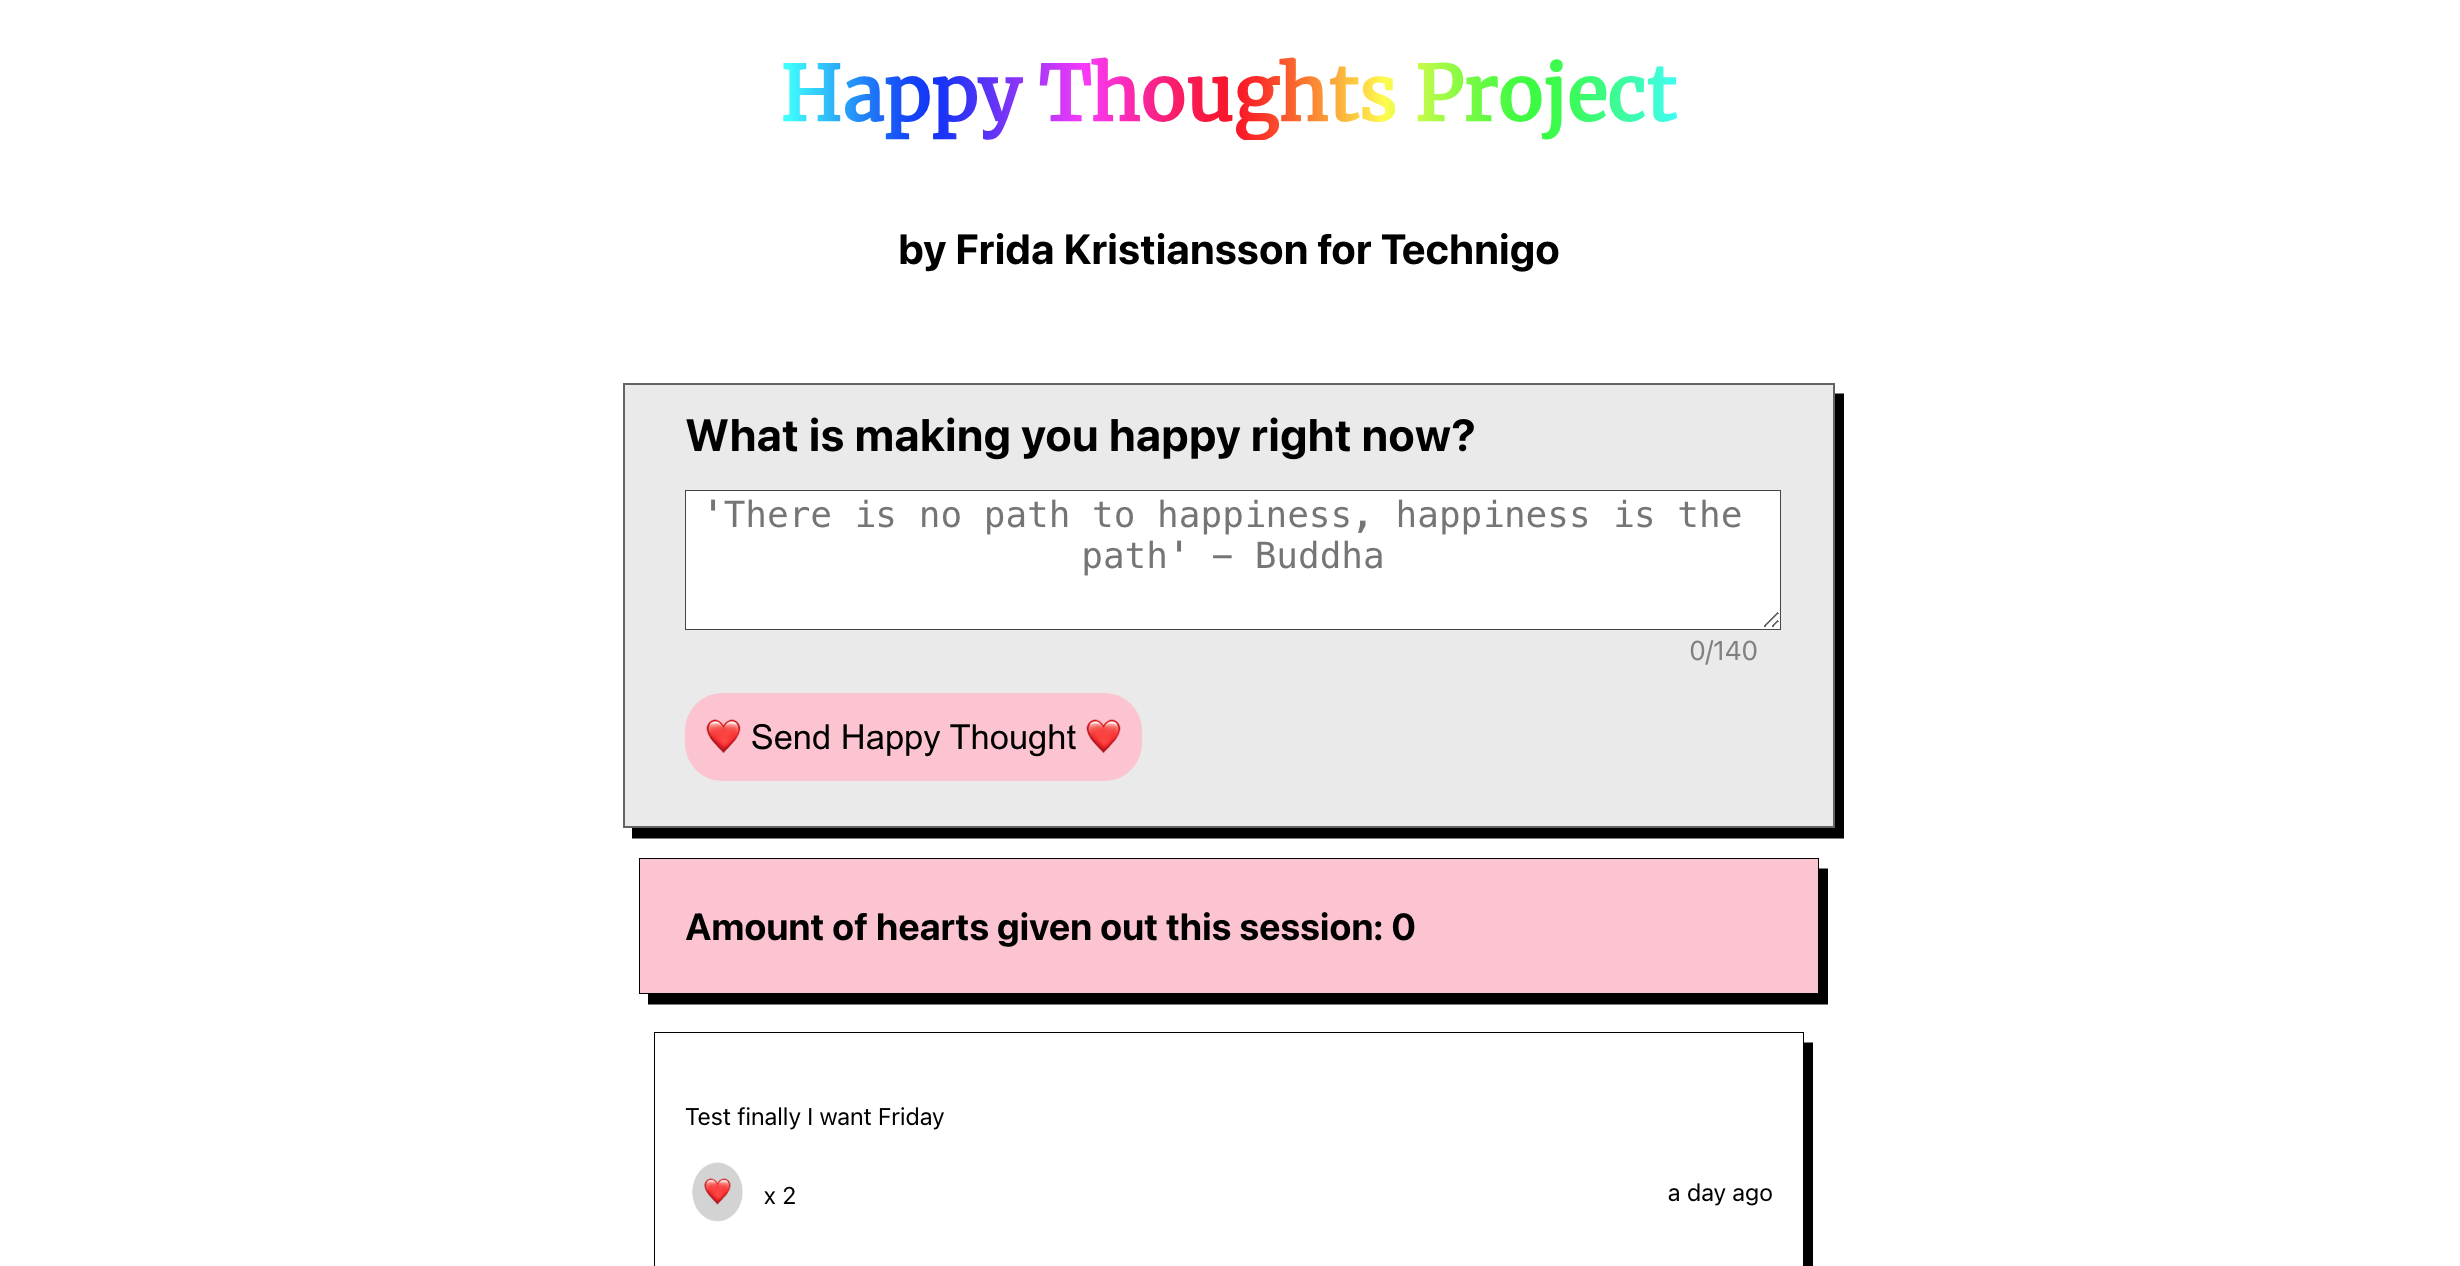 Happy Thoughts Project
by Frida Kristiansson for Technigo
What is making you happy right now?
'There is no path to happiness, happiness is the
path' – Buddha
0/140
❤️ Send Happy Thought ❤️
Amount of hearts given out this session: 0
Test finally I want Friday
❤️ x 2 a day ago